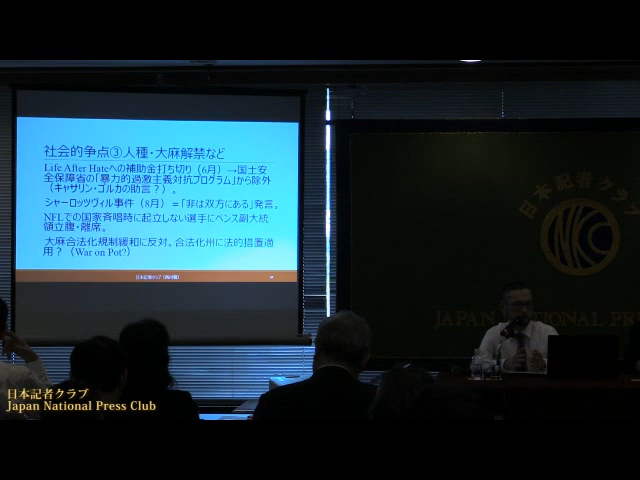 社会的争点③人種・大麻解禁など
Life After Hateへの補助金打ち切り（6月）→国土安
全保障省の「暴力的過激主義対抗プログラム」から除外
（キャサリン・ゴルカの助言？）。
シャーロッツヴィル事件（8月）＝「非は双方にある」発言。
NFLでの国家斉唱時に起立しない選手にペンス副大統
領立腹・離席。
大麻合法化規制緩和に反対。合法化州に法的措置適
用？（War on Pot?）
日本記者クラブ
JAPAN NATIONAL PRE
日本記者クラブ
Japan National Press Club